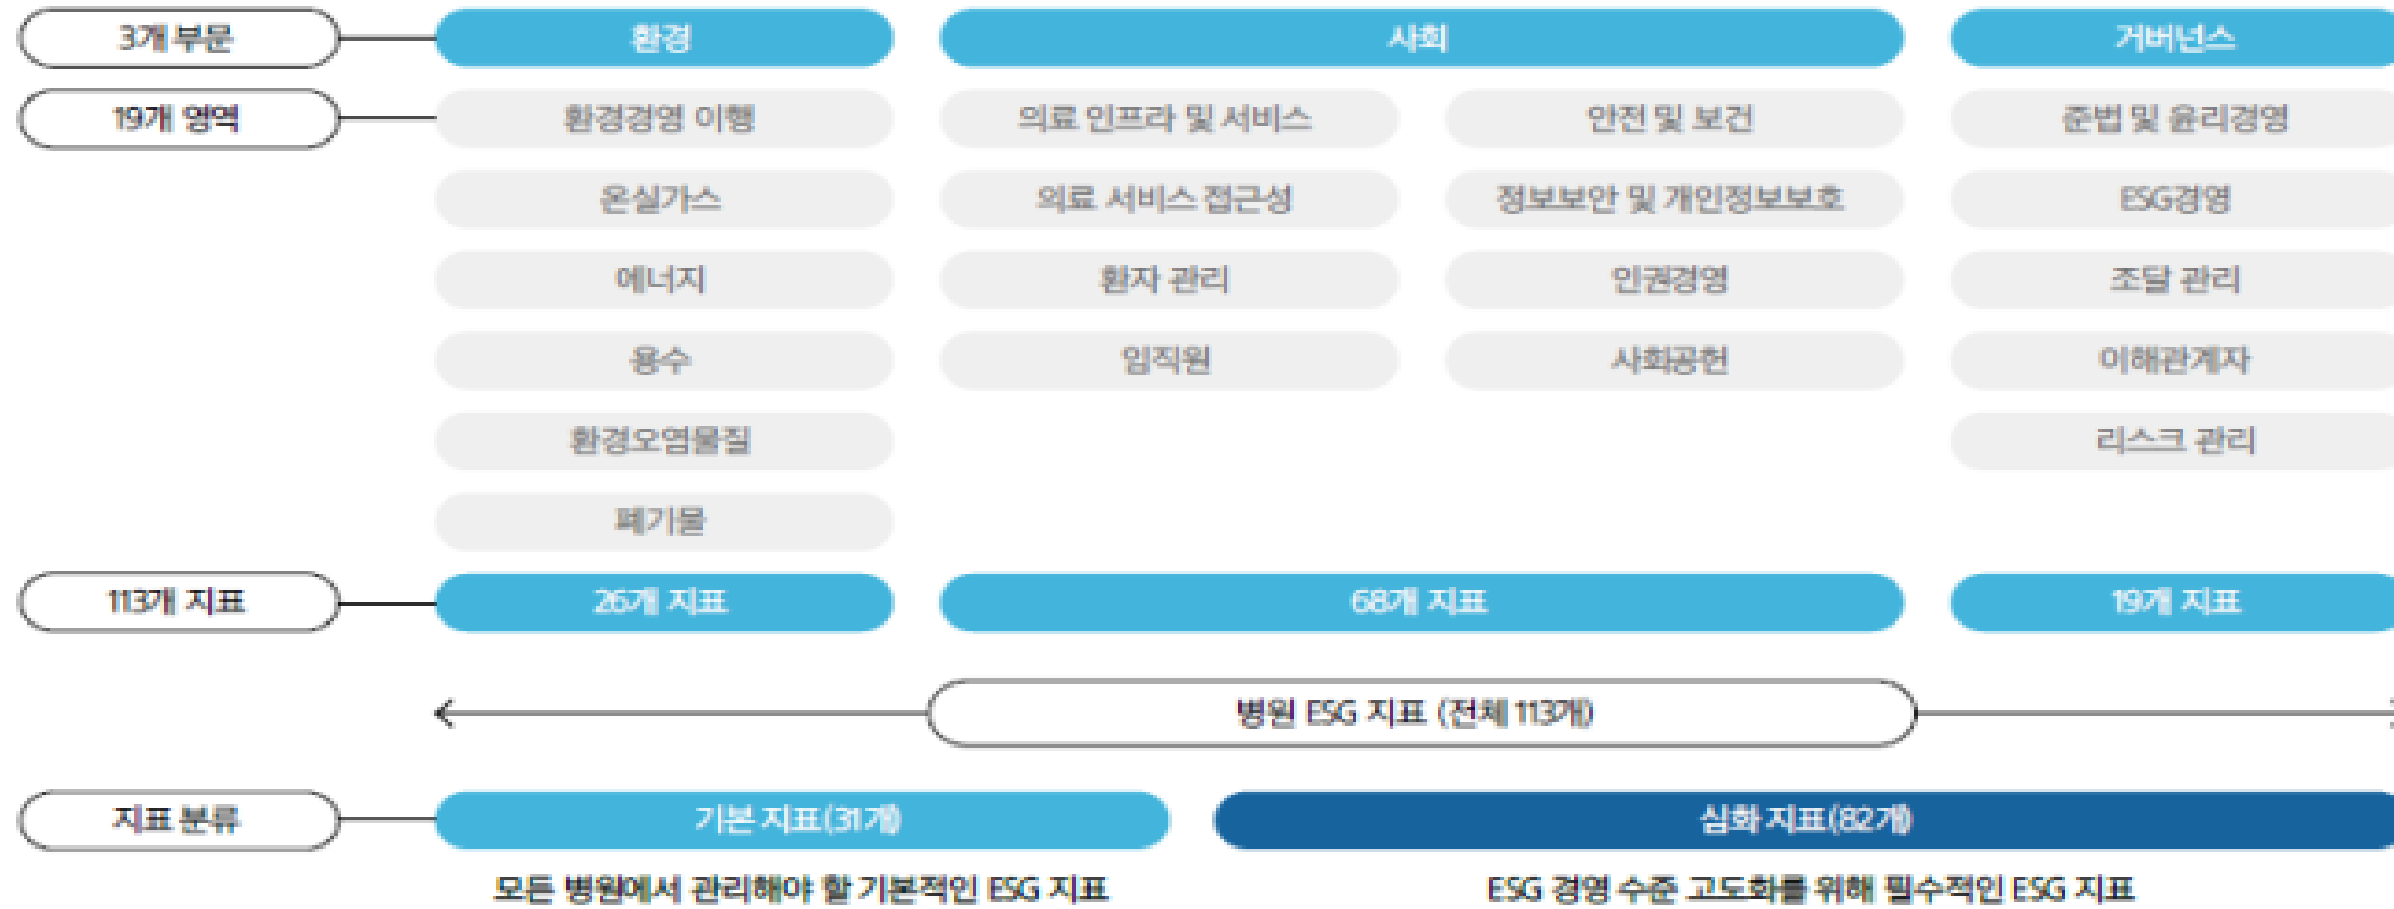 3개 부문 환경 사회 거버넌스
19개 영역 환경경영 이행 의료 인프라 및 서비스 안전 및 보건 준법 및 윤리경영
온실가스 의료 서비스 접근성 정보보안 및 개인정보보호 ESG경영
에너지 환자 관리 인권경영 조달 관리
용수 임직원 사회공헌 이해관계자
환경오염물질 리스크 관리
폐기물
113개 지표 26개 지표 68개 지표 19개 지표
병원 ESG 지표 (전체 113개)
지표 분류 기본 지표(31개) 심화 지표(82개)
모든 병원에서 관리해야 할 기본적인 ESG 지표 ESG 경영 수준 고도화를 위해 필수적인 ESG 지표